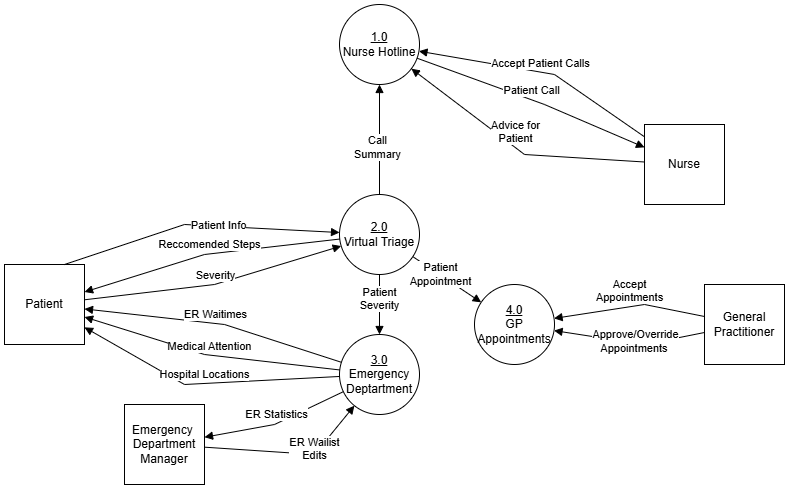 1.0
Nurse Hotline
Accept Patient Calls
Patient Call
Advice for
Patient
Nurse
Call
Summary
2.0
Virtual Triage
Patient Info
Reccomended Steps
Severity
Patient
Patient
Appointment
Patient
Severity
4.0
GP
Appointments
Accept
Appointments
Approve/Override
Appointments
General
Practitioner
ER Waitimes
Medical Attention
Hospital Locations
3.0
Emergency
Deptartment
ER Statistics
ER Wailist
Edits
Emergency
Department
Manager